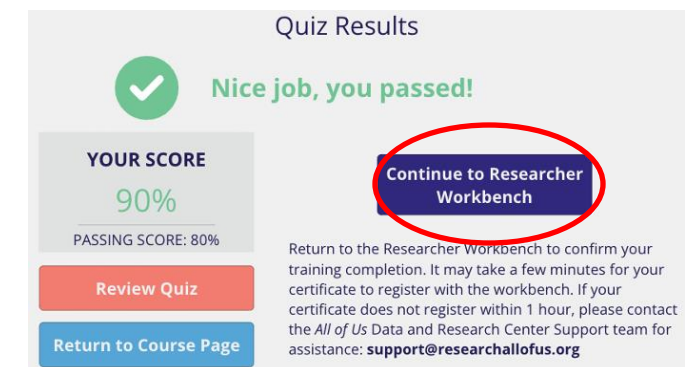 Quiz Results
Nice job, you passed!
YOUR SCORE
90%
PASSING SCORE: 80%
Review Quiz
Return to Course Page
Continue to Researcher
Workbench
Return to the Researcher Workbench to confirm your
training completion. It may take a few minutes for your
certificate to register with the workbench. If your
certificate does not register within 1 hour, please contact
the All of Us Data and Research Center Support team for
assistance: support@researchallofus.org